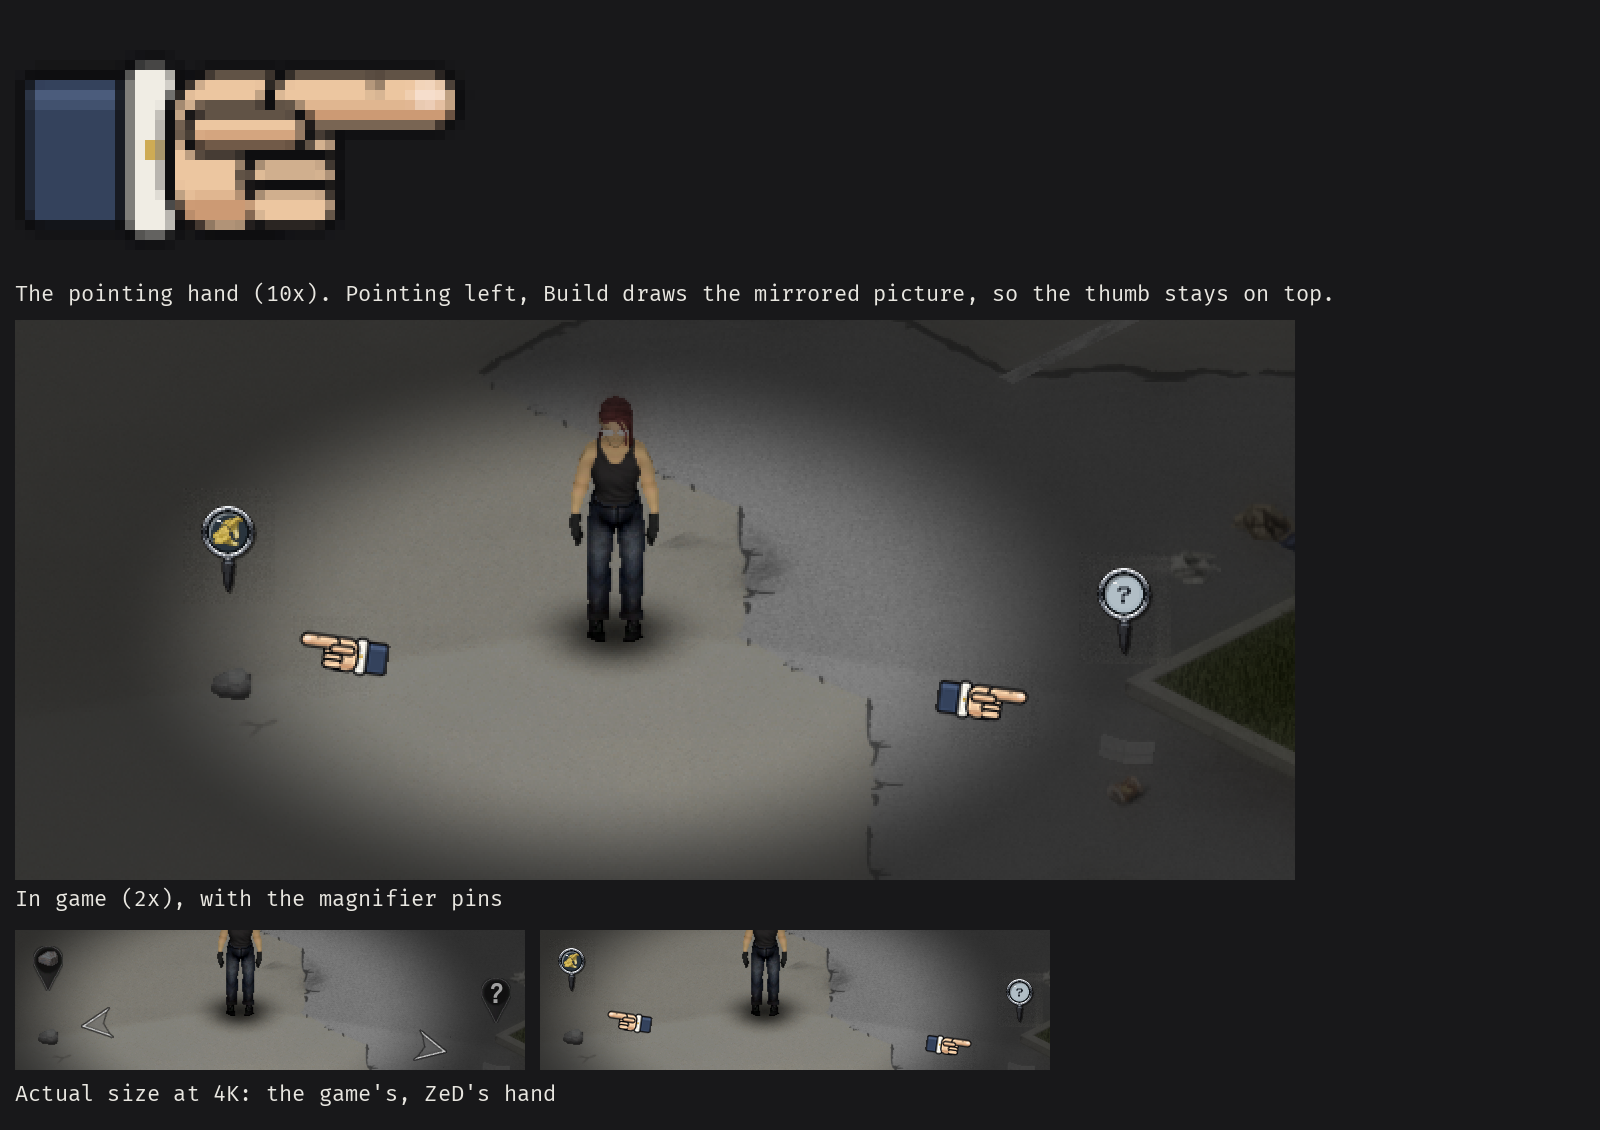 The pointing hand (10x). Pointing left, Build draws the mirrored picture, so the thumb stays on top.
?
In game (2x), with the magnifier pins
?
?
Actual size at 4K: the game's, ZeD's hand